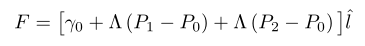 F = [γ₀ + Λ (P₁ − P₀) + Λ (P₂ − P₀) ] l̂